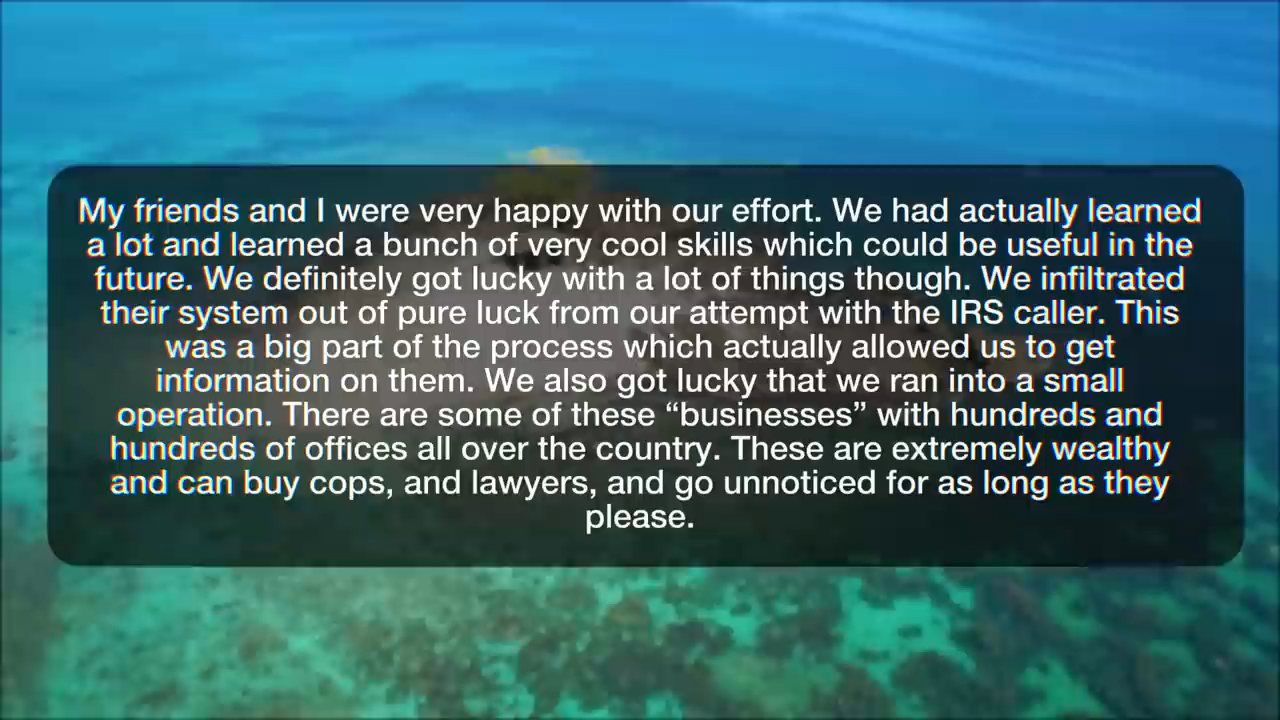 My friends and I were very happy with our effort. We had actually learned
a lot and learned a bunch of very cool skills which could be useful in the
future. We definitely got lucky with a lot of things though. We infiltrated
their system out of pure luck from our attempt with the IRS caller. This
was a big part of the process which actually allowed us to get
information on them. We also got lucky that we ran into a small
operation. There are some of these “businesses” with hundreds and
hundreds of offices all over the country. These are extremely wealthy
and can buy cops, and lawyers, and go unnoticed for as long as they
please.